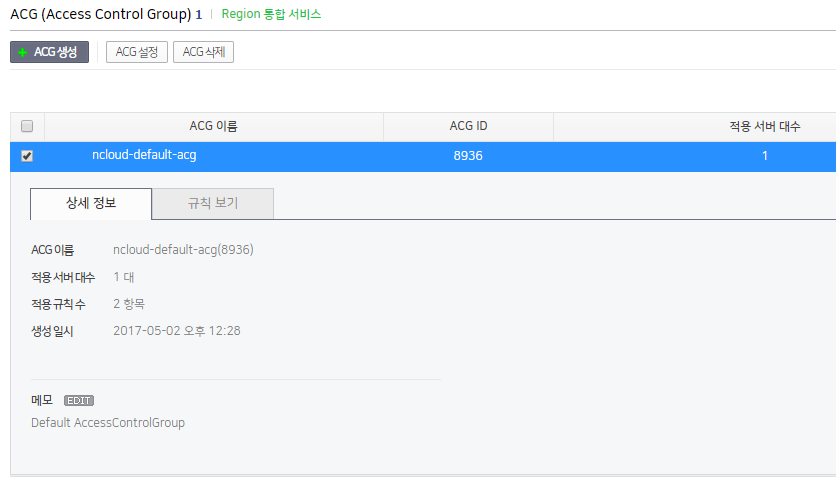 ACG (Access Control Group) 1 | Region 통합 서비스
+ ACG 생성 ACG 설정 ACG 삭제
ACG 이름 ACG ID 적용 서버 대수
ncloud-default-acg 8936 1
상세 정보 규칙 보기
ACG 이름 ncloud-default-acg(8936)
적용 서버 대수 1 대
적용 규칙 수 2 항목
생성 일시 2017-05-02 오후 12:28
메모 EDIT
Default AccessControlGroup